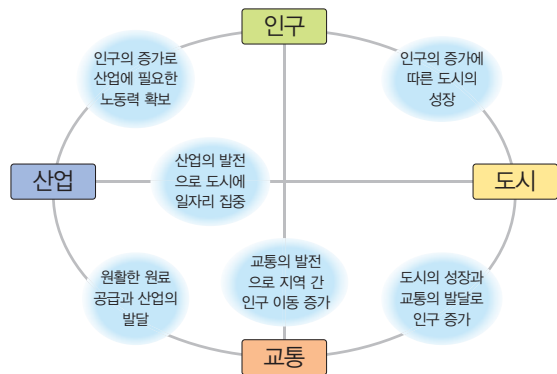 인구
인구의 증가로
산업에 필요한
노동력 확보
인구의 증가에
따른 도시의
성장
산업
산업의 발전
으로 도시에
일자리 집중
도시
원활한 원료
공급과 산업의
발달
교통의 발전
으로 지역 간
인구 이동 증가
도시의 성장과
교통의 발달로
인구 증가
교통